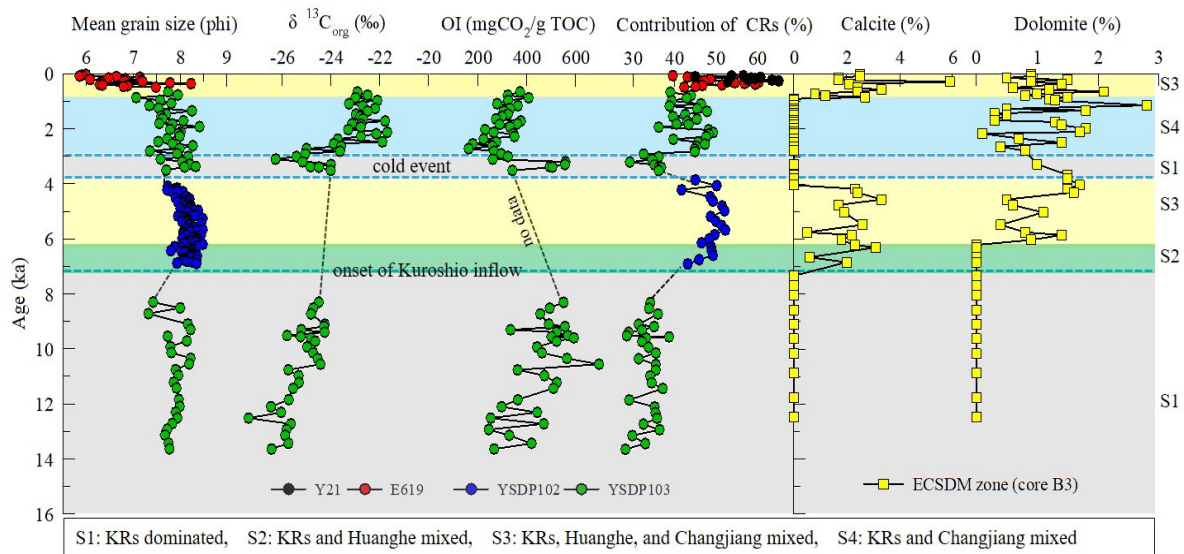 Mean grain size (phi) δ ¹³Corg (‰) OI (mgCO₂/g TOC) Contribution of CRs (%) Calcite (%) Dolomite (%)
6 7 8 9 -26 -24 -22 -20 200 400 600 30 40 50 60 0 2 4 6 0 1 2 3
0
2
4
6
8
10
12
14
16
Age (ka)
S3
S4
S1
S3
S2
S1
cold event
no data
onset of Kuroshio inflow
Y21 E619 YSDP102 YSDP103 ECSDM zone (core B3)
S1: KRs dominated, S2: KRs and Huanghe mixed, S3: KRs, Huanghe, and Changjiang mixed, S4: KRs and Changjiang mixed